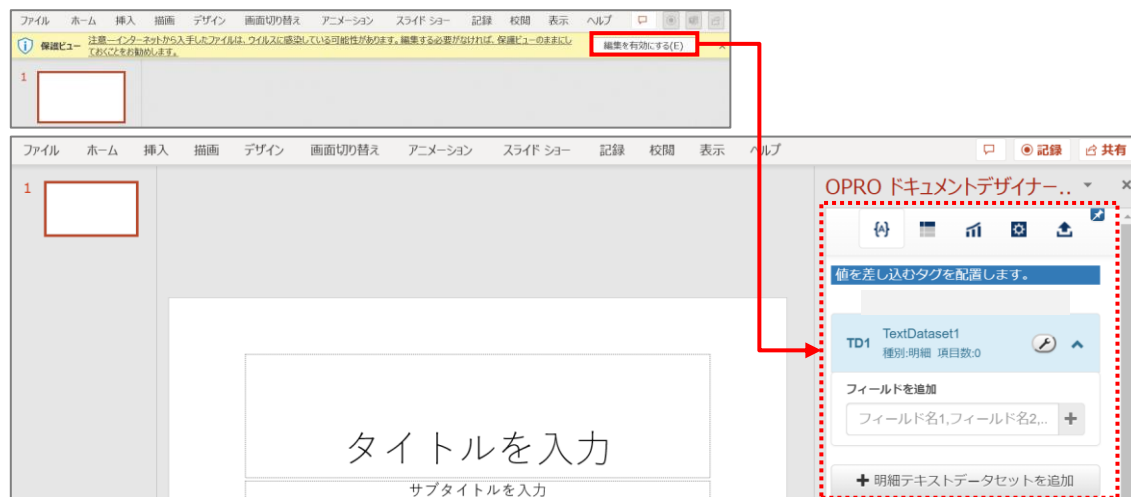 ファイル ホーム 挿入 描画 デザイン 画面切り替え アニメーション スライド ショー 記録 校閲 表示 ヘルプ
保護ビュー 注意—インターネットから入手したファイルは、ウイルスに感染している可能性があります。編集する必要がなければ、保護ビューのままにし
ておくことをお勧めします。
編集を有効にする(E)
1
ファイル ホーム 挿入 描画 デザイン 画面切り替え アニメーション スライド ショー 記録 校閲 表示 ヘルプ
記録 共有
1
OPRO ドキュメントデザイナー..
{A}
値を差し込むタグを配置します。
TD1 TextDataset1
種別:明細 項目数:0
フィールドを追加
フィールド名1,フィールド名2,..
明細テキストデータセットを追加
タイトルを入力
サブタイトルを入力